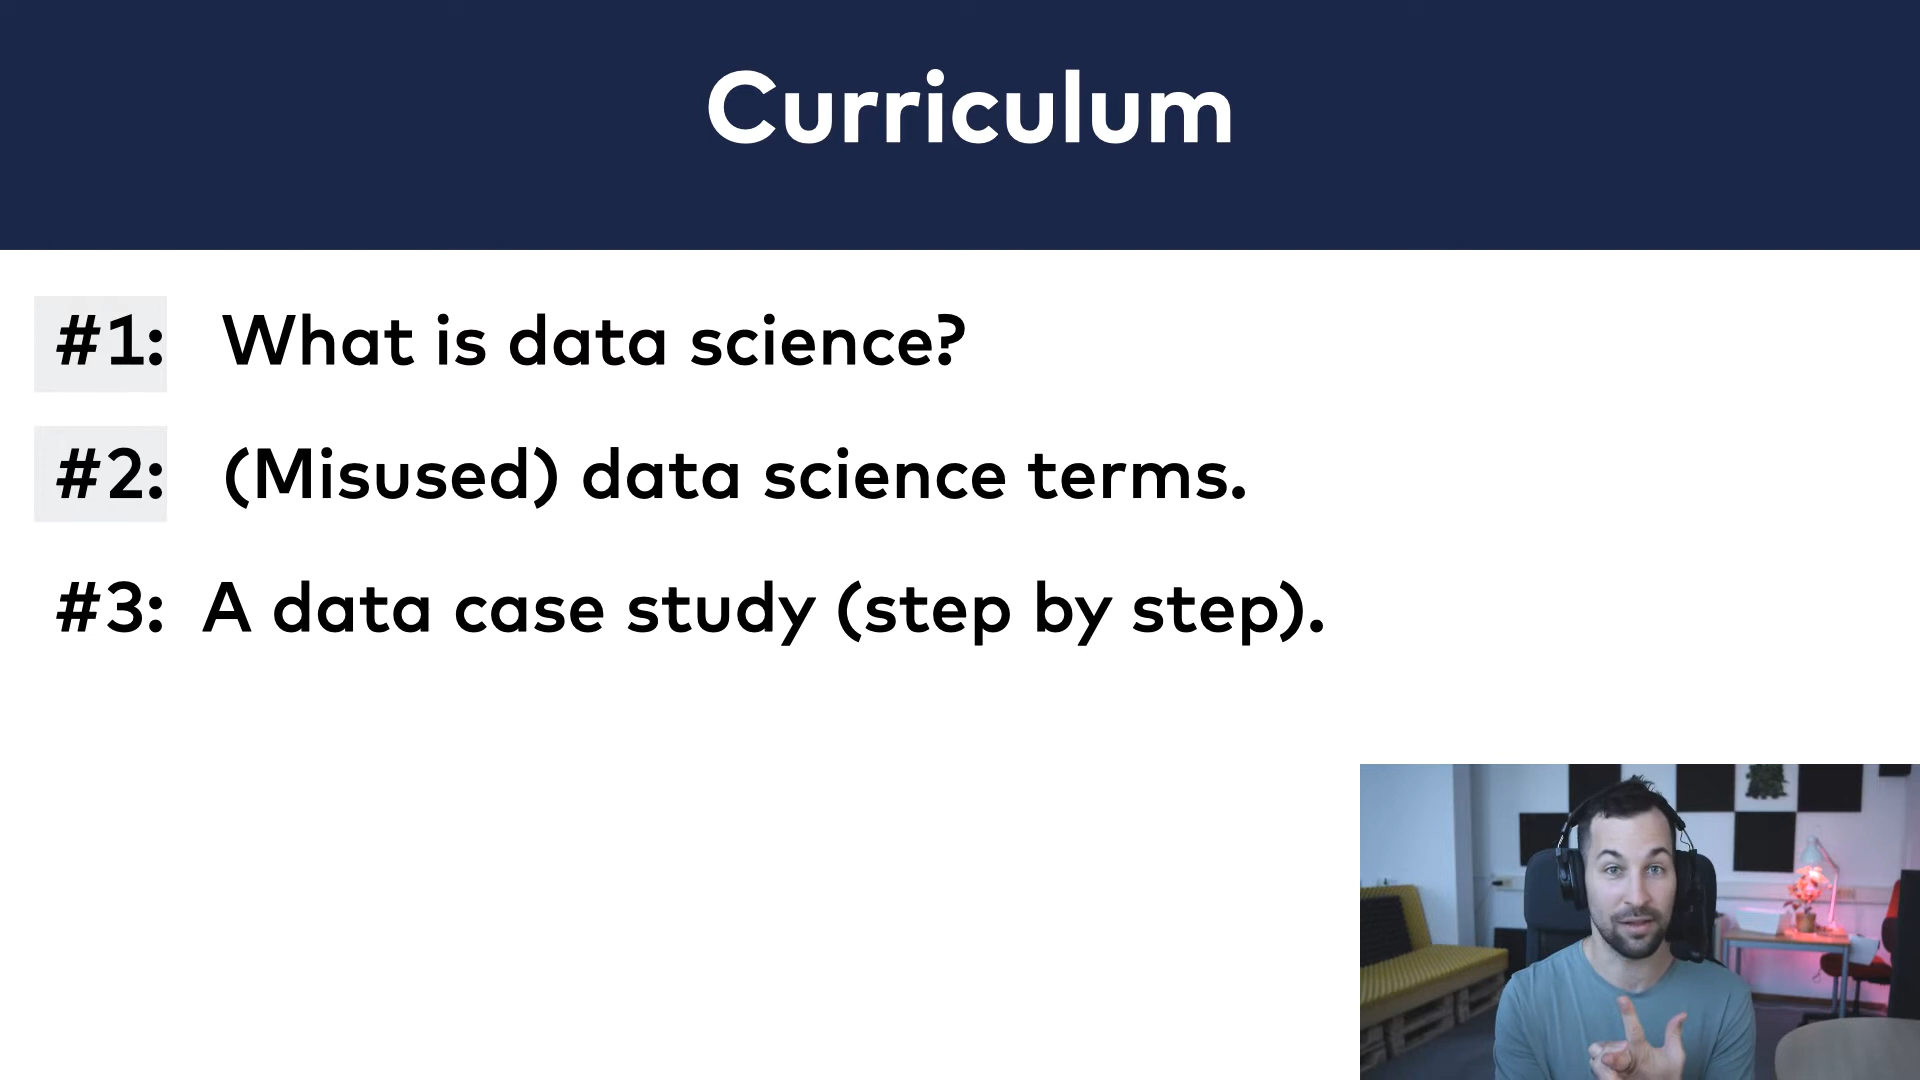 Curriculum
#1: What is data science?
#2: (Misused) data science terms.
#3: A data case study (step by step).